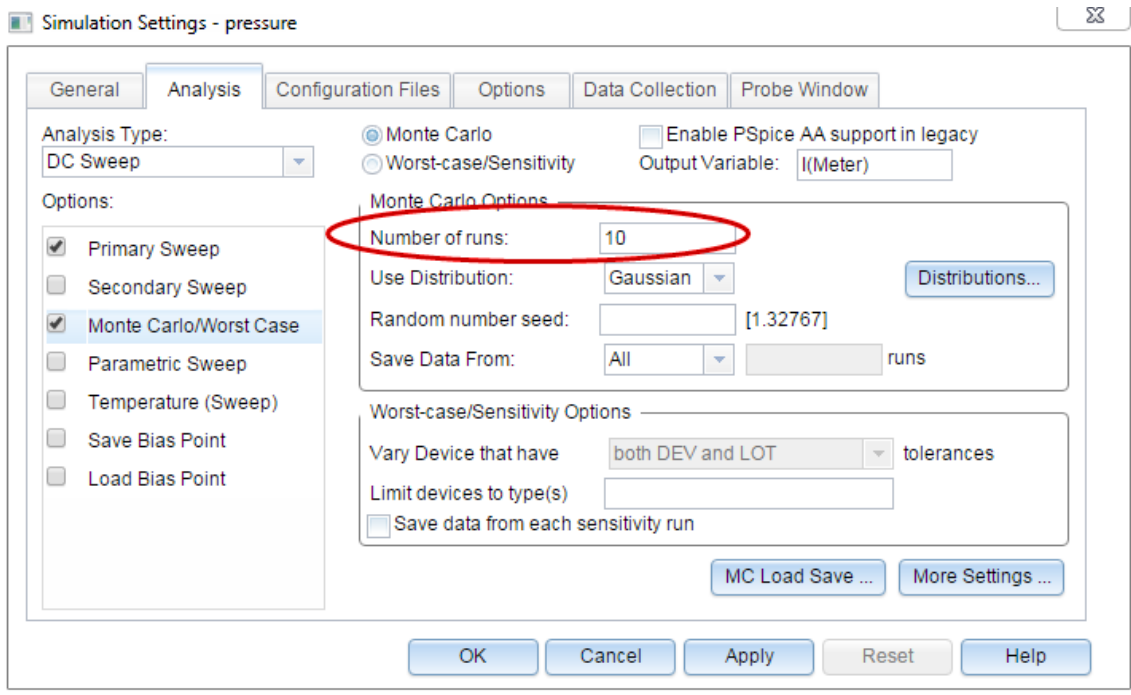 Simulation Settings - pressure
General Analysis Configuration Files Options Data Collection Probe Window
Analysis Type:
DC Sweep
Monte Carlo
Enable PSpice AA support in legacy
Worst-case/Sensitivity
Output Variable: I(Meter)
Options:
Primary Sweep
Secondary Sweep
Monte Carlo/Worst Case
Parametric Sweep
Temperature (Sweep)
Save Bias Point
Load Bias Point
Monte Carlo Options
Number of runs: 10
Use Distribution: Gaussian Distributions...
Random number seed: [1.32767]
Save Data From: All runs
Worst-case/Sensitivity Options
Vary Device that have both DEV and LOT tolerances
Limit devices to type(s)
Save data from each sensitivity run
MC Load Save ... More Settings ...
OK Cancel Apply Reset Help